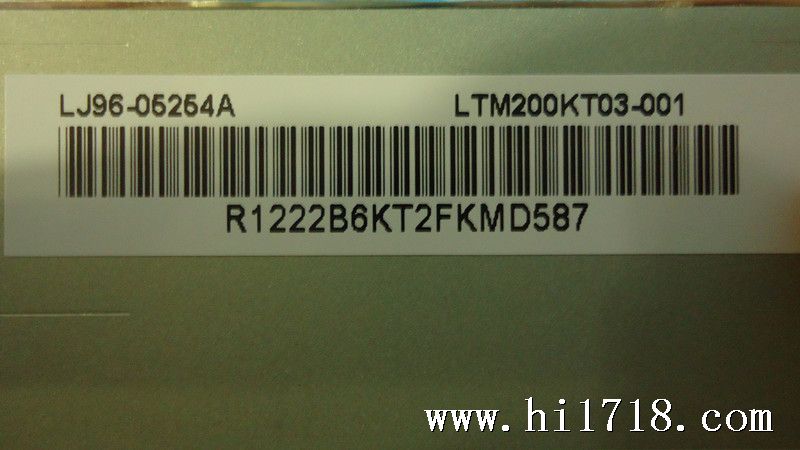 LJ96-05254A LTM200KT03-001
R1222B6KT2FKMD587
www.hi1718.com